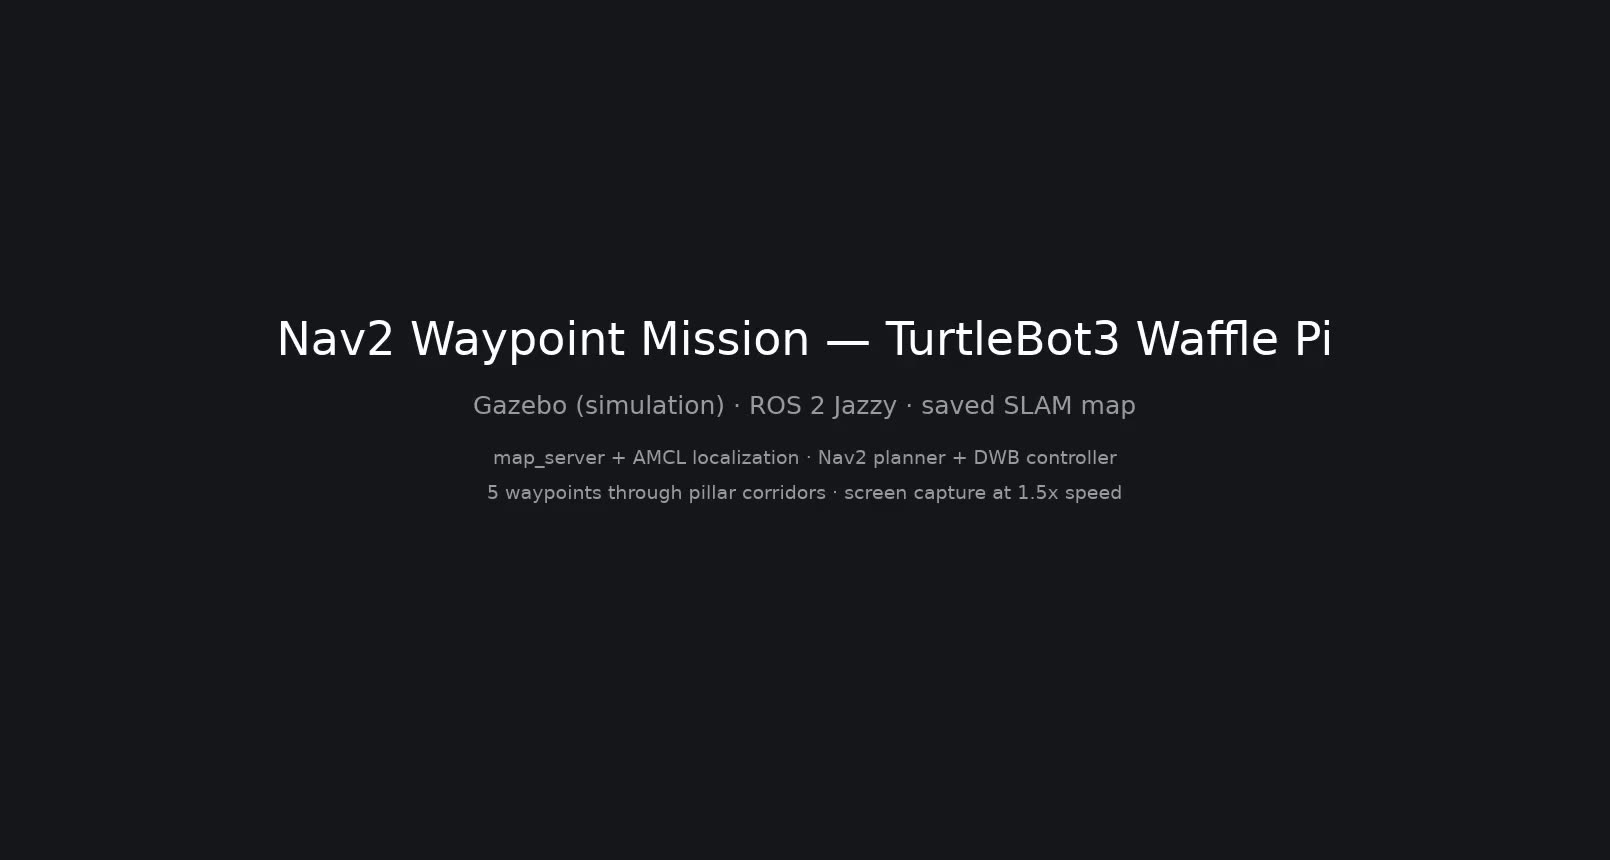 Nav2 Waypoint Mission — TurtleBot3 Waffle Pi
Gazebo (simulation) · ROS 2 Jazzy · saved SLAM map
map_server + AMCL localization · Nav2 planner + DWB controller
5 waypoints through pillar corridors · screen capture at 1.5x speed